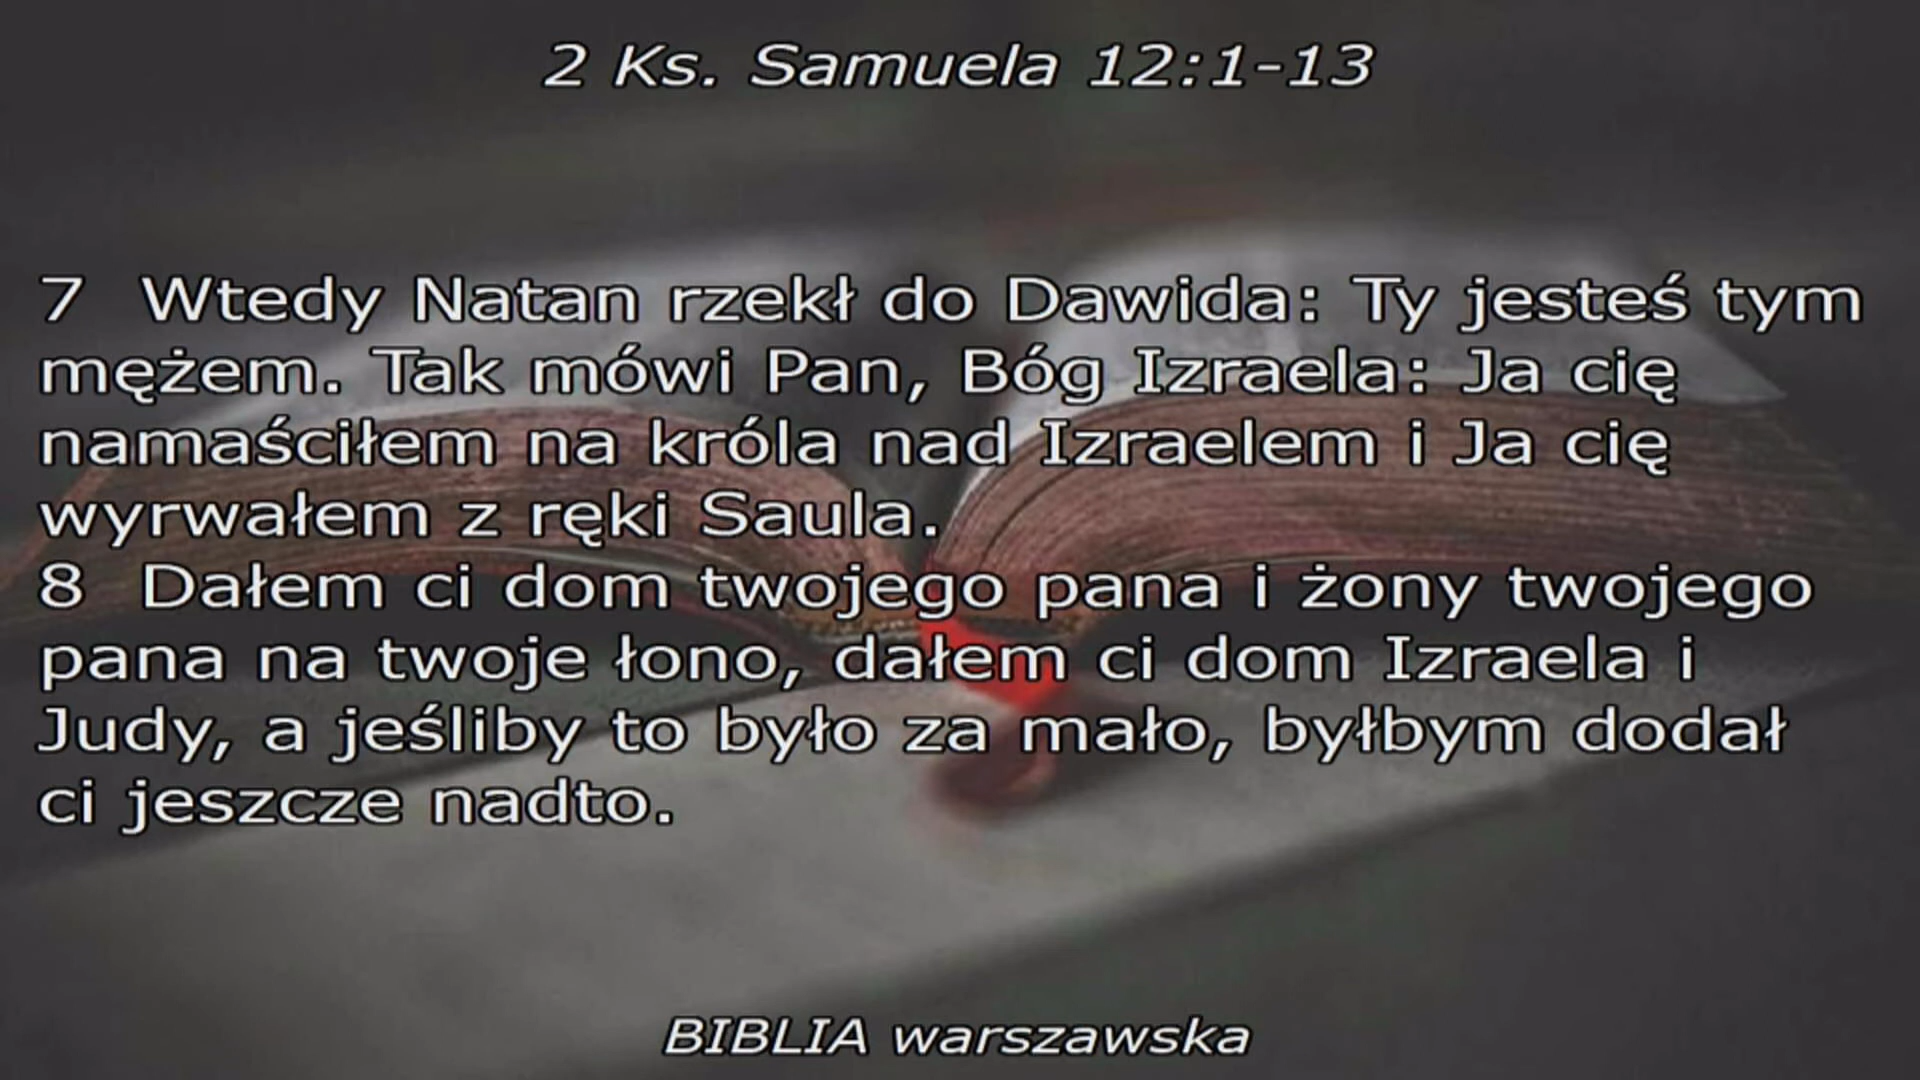 2 Ks. Samuela 12:1-13
7 Wtedy Natan rzekł do Dawida: Ty jesteś tym
mężem. Tak mówi Pan, Bóg Izraela: Ja cię
namaściłem na króla nad Izraelem i Ja cię
wyrwałem z ręki Saula.
8 Dałem ci dom twojego pana i żony twojego
pana na twoje łono, dałem ci dom Izraela i
Judy, a jeśliby to było za mało, byłbym dodał
ci jeszcze nadto.
BIBLIA warszawska